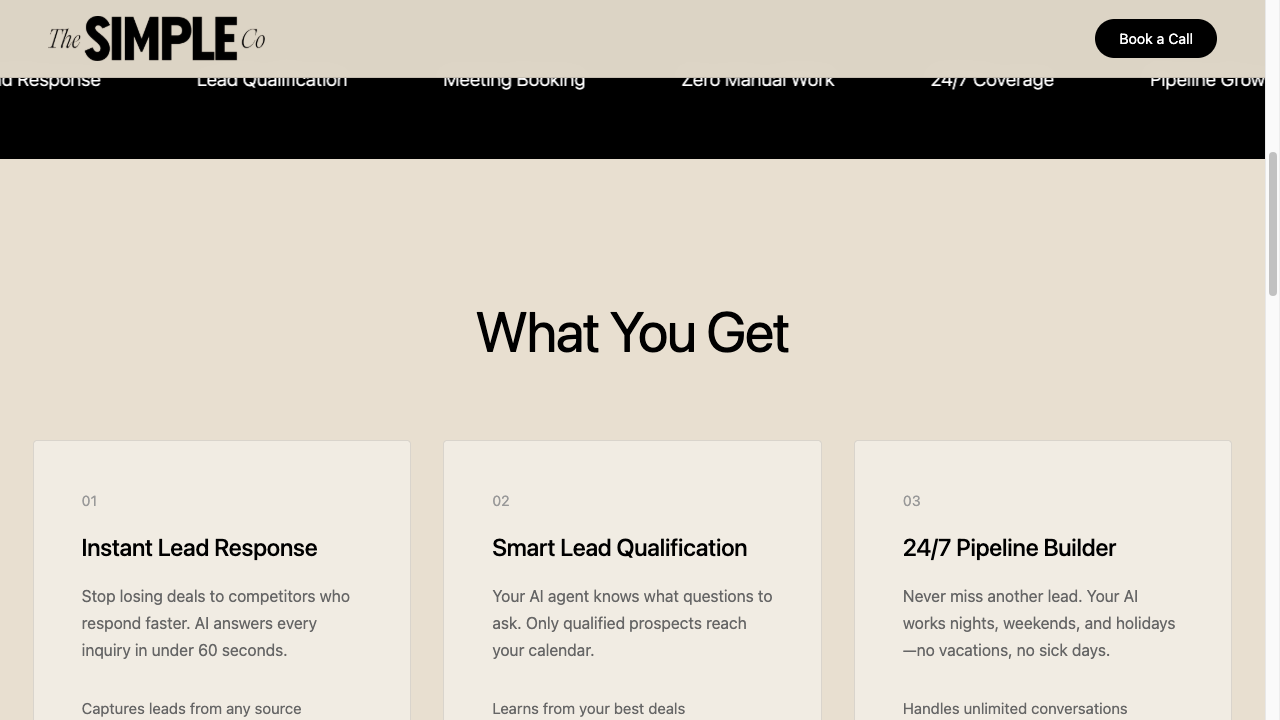 The SIMPLE Co
Book a Call
d Response Lead Qualification Meeting Booking Zero Manual Work 24/7 Coverage Pipeline Grow
What You Get
01
Instant Lead Response
Stop losing deals to competitors who
respond faster. AI answers every
inquiry in under 60 seconds.
Captures leads from any source
02
Smart Lead Qualification
Your AI agent knows what questions to
ask. Only qualified prospects reach
your calendar.
Learns from your best deals
03
24/7 Pipeline Builder
Never miss another lead. Your AI
works nights, weekends, and holidays
—no vacations, no sick days.
Handles unlimited conversations